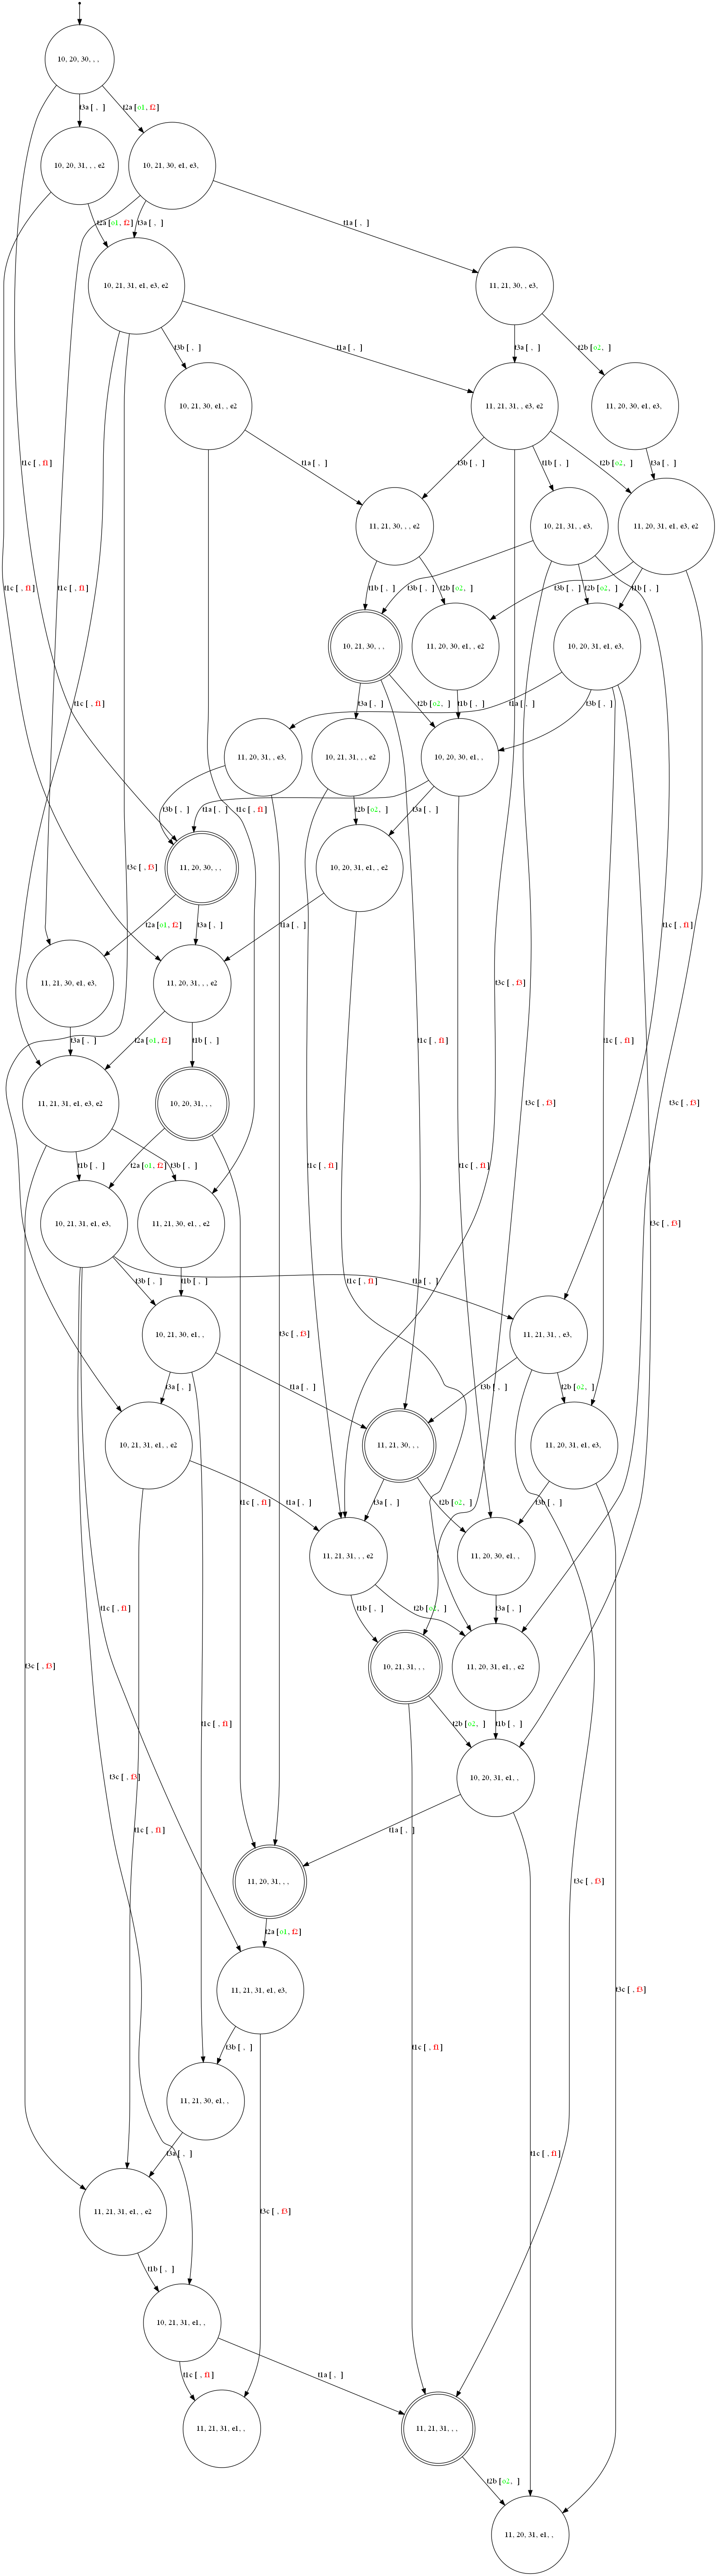 10, 20, 30, , ,
t3a [ , ]
t2a [o1, f2]
10, 20, 31, , , e2
10, 21, 30, e1, e3,
t2a [o1, f2]
t3a [ , ]
t1a [ , ]
10, 21, 31, e1, e3, e2
11, 21, 30, , e3,
t3b [ , ]
t1a [ , ]
t3a [ , ]
t2b [o2, ]
10, 21, 30, e1, , e2
11, 21, 31, , e3, e2
11, 20, 30, e1, e3,
t1c [ , f1]
t1a [ , ]
t3b [ , ]
t1b [ , ]
t2b [o2, ]
t3a [ , ]
11, 21, 30, , , e2
10, 21, 31, , e3,
11, 20, 31, e1, e3, e2
t1c [ , f1]
t1c [ , f1]
t1b [ , ]
t2b [o2, ]
t3b [ , ]
t2b [o2, ]
t3b [ , ]
t1b [ , ]
10, 21, 30, , ,
11, 20, 30, e1, , e2
10, 20, 31, e1, e3,
t1c [ , f1]
t3a [ , ]
t2b [o2, ]
t1b [ , ]
t1a [ , ]
t3b [ , ]
11, 20, 31, , e3,
10, 21, 31, , , e2
10, 20, 30, e1, ,
t3b [ , ]
t1a [ , ]
t1c [ , f1]
t2b [o2, ]
t3a [ , ]
t3c [ , f3]
11, 20, 30, , ,
10, 20, 31, e1, , e2
t2a [o1, f2]
t3a [ , ]
t1a [ , ]
t1c [ , f1]
11, 21, 30, e1, e3,
11, 20, 31, , , e2
t3c [ , f3]
t3a [ , ]
t2a [o1, f2]
t1b [ , ]
t1c [ , f1]
t1c [ , f1]
11, 21, 31, e1, e3, e2
10, 20, 31, , ,
t3c [ , f3]
t3c [ , f3]
t1b [ , ]
t2a [o1, f2]
t3b [ , ]
t1c [ , f1]
t1c [ , f1]
10, 21, 31, e1, e3,
11, 21, 30, e1, , e2
t3c [ , f3]
t3b [ , ]
t1b [ , ]
t1c [ , f1]
t1a [ , ]
10, 21, 30, e1, ,
t3c [ , f3]
11, 21, 31, , e3,
t3a [ , ]
t1a [ , ]
t3b [ , ]
t2b [o2, ]
10, 21, 31, e1, , e2
11, 21, 30, , ,
11, 20, 31, e1, e3,
t1c [ , f1]
t1a [ , ]
t3a [ , ]
t2b [o2, ]
t3b [ , ]
11, 21, 31, , , e2
11, 20, 30, e1, ,
t1c [ , f1]
t1b [ , ]
t2b [o2, ]
t3a [ , ]
t3c [ , f3]
10, 21, 31, , ,
11, 20, 31, e1, , e2
t1c [ , f1]
t2b [o2, ]
t1b [ , ]
t3c [ , f3]
10, 20, 31, e1, ,
t1c [ , f1]
t1a [ , ]
11, 20, 31, , ,
t3c [ , f3]
t2a [o1, f2]
11, 21, 31, e1, e3,
t3c [ , f3]
t3b [ , ]
t1c [ , f1]
11, 21, 30, e1, ,
t3a [ , ]
t1c [ , f1]
11, 21, 31, e1, , e2
t3c [ , f3]
t1b [ , ]
10, 21, 31, e1, ,
t1c [ , f1]
t1a [ , ]
11, 21, 31, e1, ,
11, 21, 31, , ,
t2b [o2, ]
11, 20, 31, e1, ,